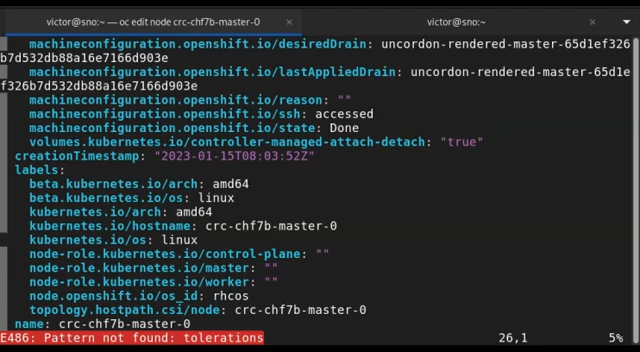 victor@sno:~ — oc edit node crc-chf7b-master-0 × victor@sno:~ ×
machineconfiguration.openshift.io/desiredDrain: uncordon-rendered-master-65d1ef326
b7d532db88a16e7166d903e
machineconfiguration.openshift.io/lastAppliedDrain: uncordon-rendered-master-65d1e
f326b7d532db88a16e7166d903e
machineconfiguration.openshift.io/reason: ""
machineconfiguration.openshift.io/ssh: accessed
machineconfiguration.openshift.io/state: Done
volumes.kubernetes.io/controller-managed-attach-detach: "true"
creationTimestamp: "2023-01-15T08:03:52Z"
labels:
beta.kubernetes.io/arch: amd64
beta.kubernetes.io/os: linux
kubernetes.io/arch: amd64
kubernetes.io/hostname: crc-chf7b-master-0
kubernetes.io/os: linux
node-role.kubernetes.io/control-plane: ""
node-role.kubernetes.io/master: ""
node-role.kubernetes.io/worker: ""
node.openshift.io/os_id: rhcos
topology.hostpath.csi/node: crc-chf7b-master-0
name: crc-chf7b-master-0
E486: Pattern not found: tolerations 26,1 5%